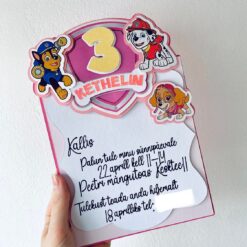 3
KETHELIN
Kallis
Palun tule minu sünnipäevale
22.aprill kell 11-14
Peetri mängutoas
Tulekust teada anda hiljemalt
18.aprilliks tel: